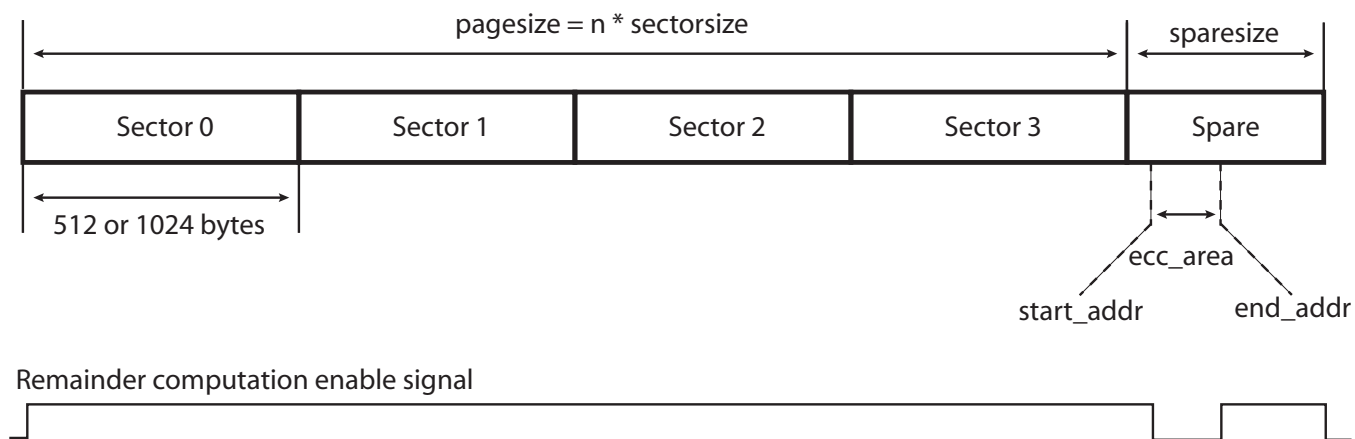 pagesize = n * sectorsize
sparesize
Sector 0
Sector 1
Sector 2
Sector 3
Spare
512 or 1024 bytes
ecc_area
start_addr
end_addr
Remainder computation enable signal